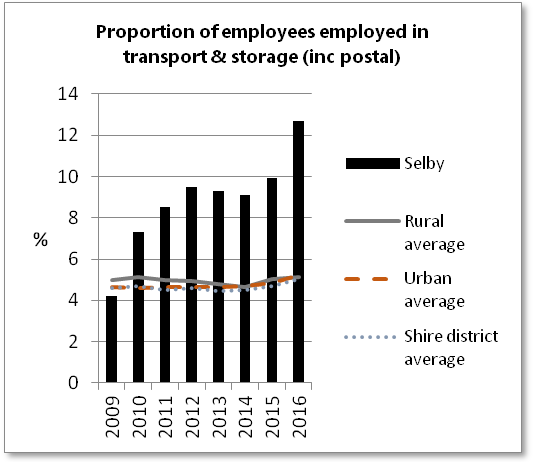 Proportion of employees employed in
transport & storage (inc postal)
14
12
10
8
6
4
2
0
%
2009
2010
2011
2012
2013
2014
2015
2016
Selby
Rural
average
Urban
average
Shire district
average